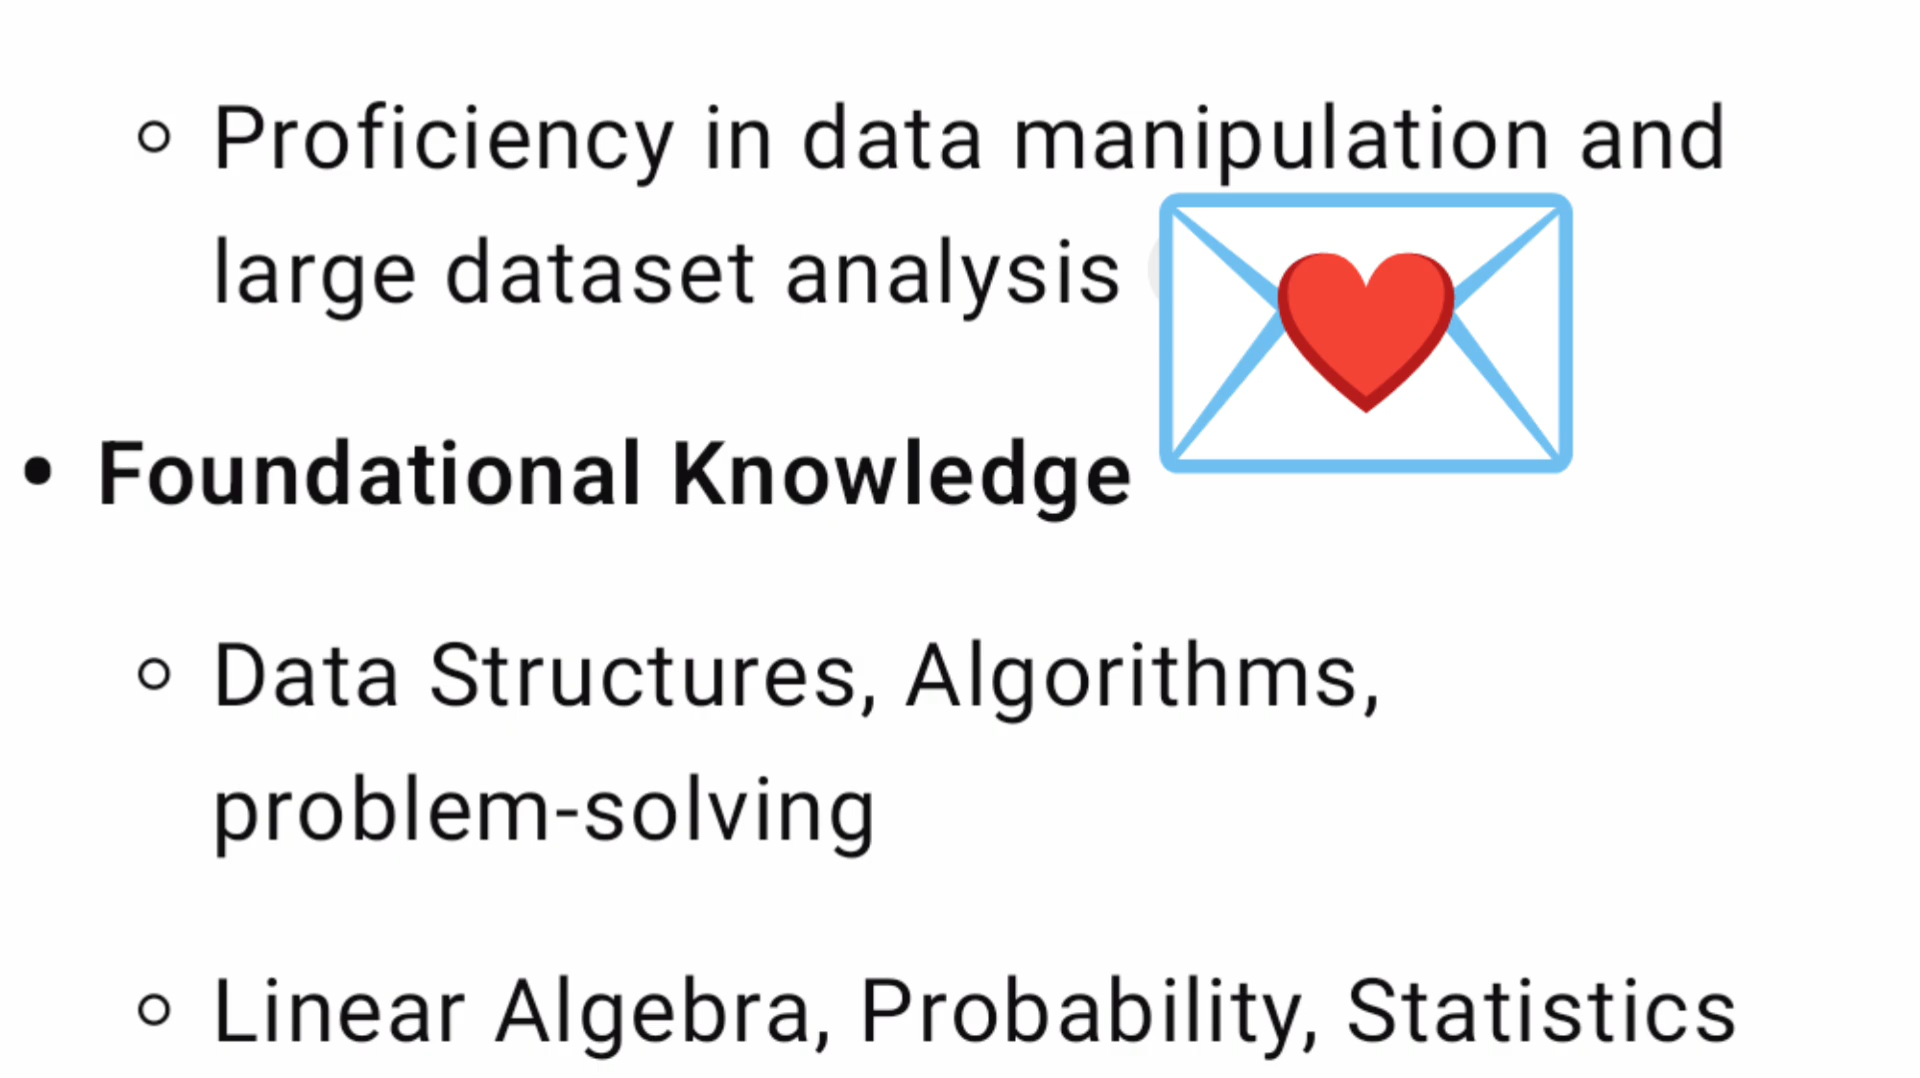 Proficiency in data manipulation and
large dataset analysis
Foundational Knowledge
Data Structures, Algorithms,
problem-solving
Linear Algebra, Probability, Statistics